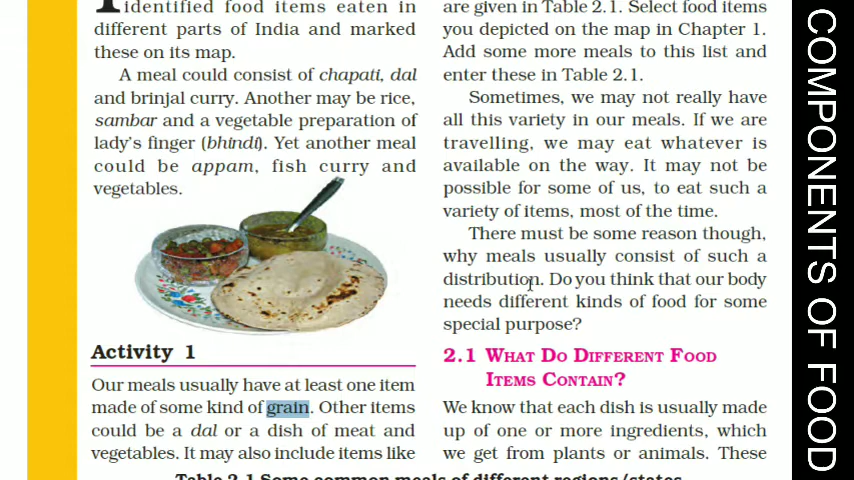 identified food items eaten in
different parts of India and marked
these on its map.
A meal could consist of chapati, dal
and brinjal curry. Another may be rice,
sambar and a vegetable preparation of
lady's finger (bhindi). Yet another meal
could be appam, fish curry and
vegetables.
Activity 1
Our meals usually have at least one item
made of some kind of grain. Other items
could be a dal or a dish of meat and
vegetables. It may also include items like
are given in Table 2.1. Select food items
you depicted on the map in Chapter 1.
Add some more meals to this list and
enter these in Table 2.1.
Sometimes, we may not really have
all this variety in our meals. If we are
travelling, we may eat whatever is
available on the way. It may not be
possible for some of us, to eat such a
variety of items, most of the time.
There must be some reason though,
why meals usually consist of such a
distribution. Do you think that our body
needs different kinds of food for some
special purpose?
2.1 WHAT DO DIFFERENT FOOD
ITEMS CONTAIN?
We know that each dish is usually made
up of one or more ingredients, which
we get from plants or animals. These
Table 2.1 Some common meals of different regions/states
COMPONENTS OF FOOD